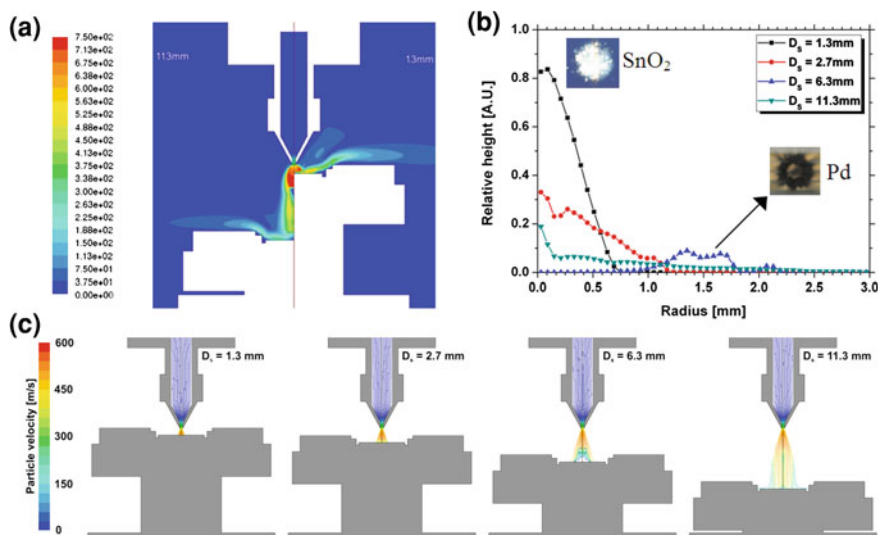 (a)
7.50e+02
7.13e+02
6.75e+02
6.38e+02
6.00e+02
5.63e+02
5.25e+02
4.88e+02
4.50e+02
4.13e+02
3.75e+02
3.38e+02
3.00e+02
2.63e+02
2.25e+02
1.88e+02
1.50e+02
1.13e+02
7.50e+01
3.75e+01
0.00e+00
113mm
13mm
(b)
Relative height [A.U.]
1.0
0.8
0.6
0.4
0.2
0.0
SnO₂
Dₛ = 1.3mm
Dₛ = 2.7mm
Dₛ = 6.3mm
Dₛ = 11.3mm
Pd
0.0 0.5 1.0 1.5 2.0 2.5 3.0
Radius [mm]
(c)
Particle velocity [m/s]
600
450
300
150
0
Dₛ = 1.3 mm
Dₛ = 2.7 mm
Dₛ = 6.3 mm
Dₛ = 11.3 mm